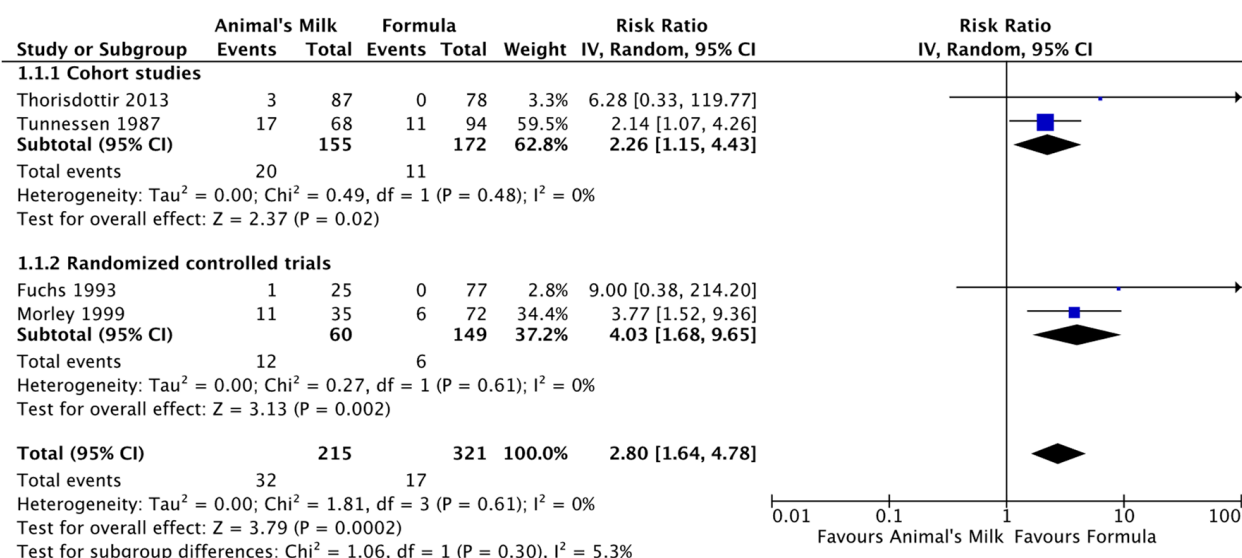 Animal's Milk Formula Risk Ratio Risk Ratio
Study or Subgroup Events Total Events Total Weight IV, Random, 95% CI IV, Random, 95% CI
1.1.1 Cohort studies
Thorisdottir 2013 3 87 0 78 3.3% 6.28 [0.33, 119.77]
Tunnessen 1987 17 68 11 94 59.5% 2.14 [1.07, 4.26]
Subtotal (95% CI) 155 172 62.8% 2.26 [1.15, 4.43]
Total events 20 11
Heterogeneity: Tau² = 0.00; Chi² = 0.49, df = 1 (P = 0.48); I² = 0%
Test for overall effect: Z = 2.37 (P = 0.02)
1.1.2 Randomized controlled trials
Fuchs 1993 1 25 0 77 2.8% 9.00 [0.38, 214.20]
Morley 1999 11 35 6 72 34.4% 3.77 [1.52, 9.36]
Subtotal (95% CI) 60 149 37.2% 4.03 [1.68, 9.65]
Total events 12 6
Heterogeneity: Tau² = 0.00; Chi² = 0.27, df = 1 (P = 0.61); I² = 0%
Test for overall effect: Z = 3.13 (P = 0.002)
Total (95% CI) 215 321 100.0% 2.80 [1.64, 4.78]
Total events 32 17
Heterogeneity: Tau² = 0.00; Chi² = 1.81, df = 3 (P = 0.61); I² = 0%
Test for overall effect: Z = 3.79 (P = 0.0002)
Test for subgroup differences: Chi² = 1.06, df = 1 (P = 0.30), I² = 5.3%
0.01 0.1 1 10 100
Favours Animal's Milk Favours Formula